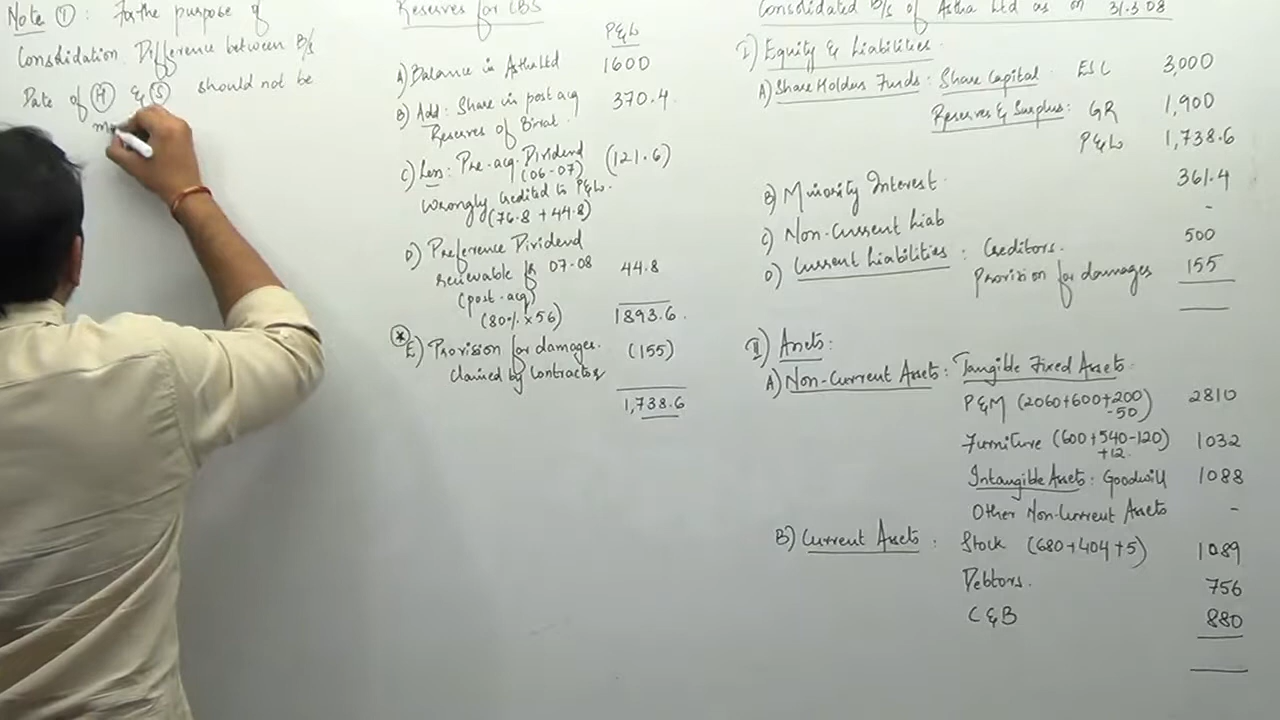 Note ①: For the purpose of
Consolidation. Difference between B/s
Date of Ⓗ & Ⓢ should not be
Reserves for CBS
P&L
A) Balance in Astha Ltd 1600
B) Add: Share in post acq 370.4
Reserves of Birat.
C) Less: Pre-acq. Dividend (121.6)
(06-07)
wrongly credited to P&L.
(76.8 + 44.8)
D) Preference Dividend
receivable for 07-08 44.8
(post-acq)
(80% x 56) 1893.6
* E) Provision for damages. (155)
claimed by contractor
1,738.6
Consolidated B/s of Astha Ltd as on 31.3.08
I) Equity & Liabilities.
A) Share Holders Funds: Share Capital. ESC 3,000
Reserves & Surplus: GR 1,900
P&L 1,738.6
B) Minority Interest. 361.4
C) Non-Current Liab -
D) Current Liabilities: Creditors. 500
Provision for damages 155
II) Assets:
A) Non-Current Assets: Tangible Fixed Assets.
P&M (2060+600+200 2810
-50)
Furniture (600+540-120) 1032
+12.
Intangible Assets: Goodwill 1088
Other Non-Current Assets -
B) Current Assets: Stock (680+404+5) 1089
Debtors. 756
C&B 880